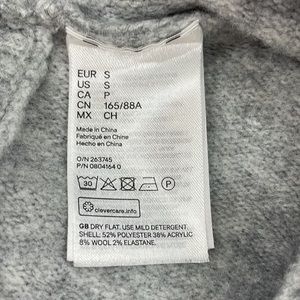 EUR S
US S
CA P
CN 165/88A
MX CH
Made in China
Fabriqué en Chine
Hecho en China
O/N 263745
P/N 0804164 0
30 P
clevercare.info
GB DRY FLAT. USE MILD DETERGENT.
SHELL: 52% POLYESTER 38% ACRYLIC
8% WOOL 2% ELASTANE.